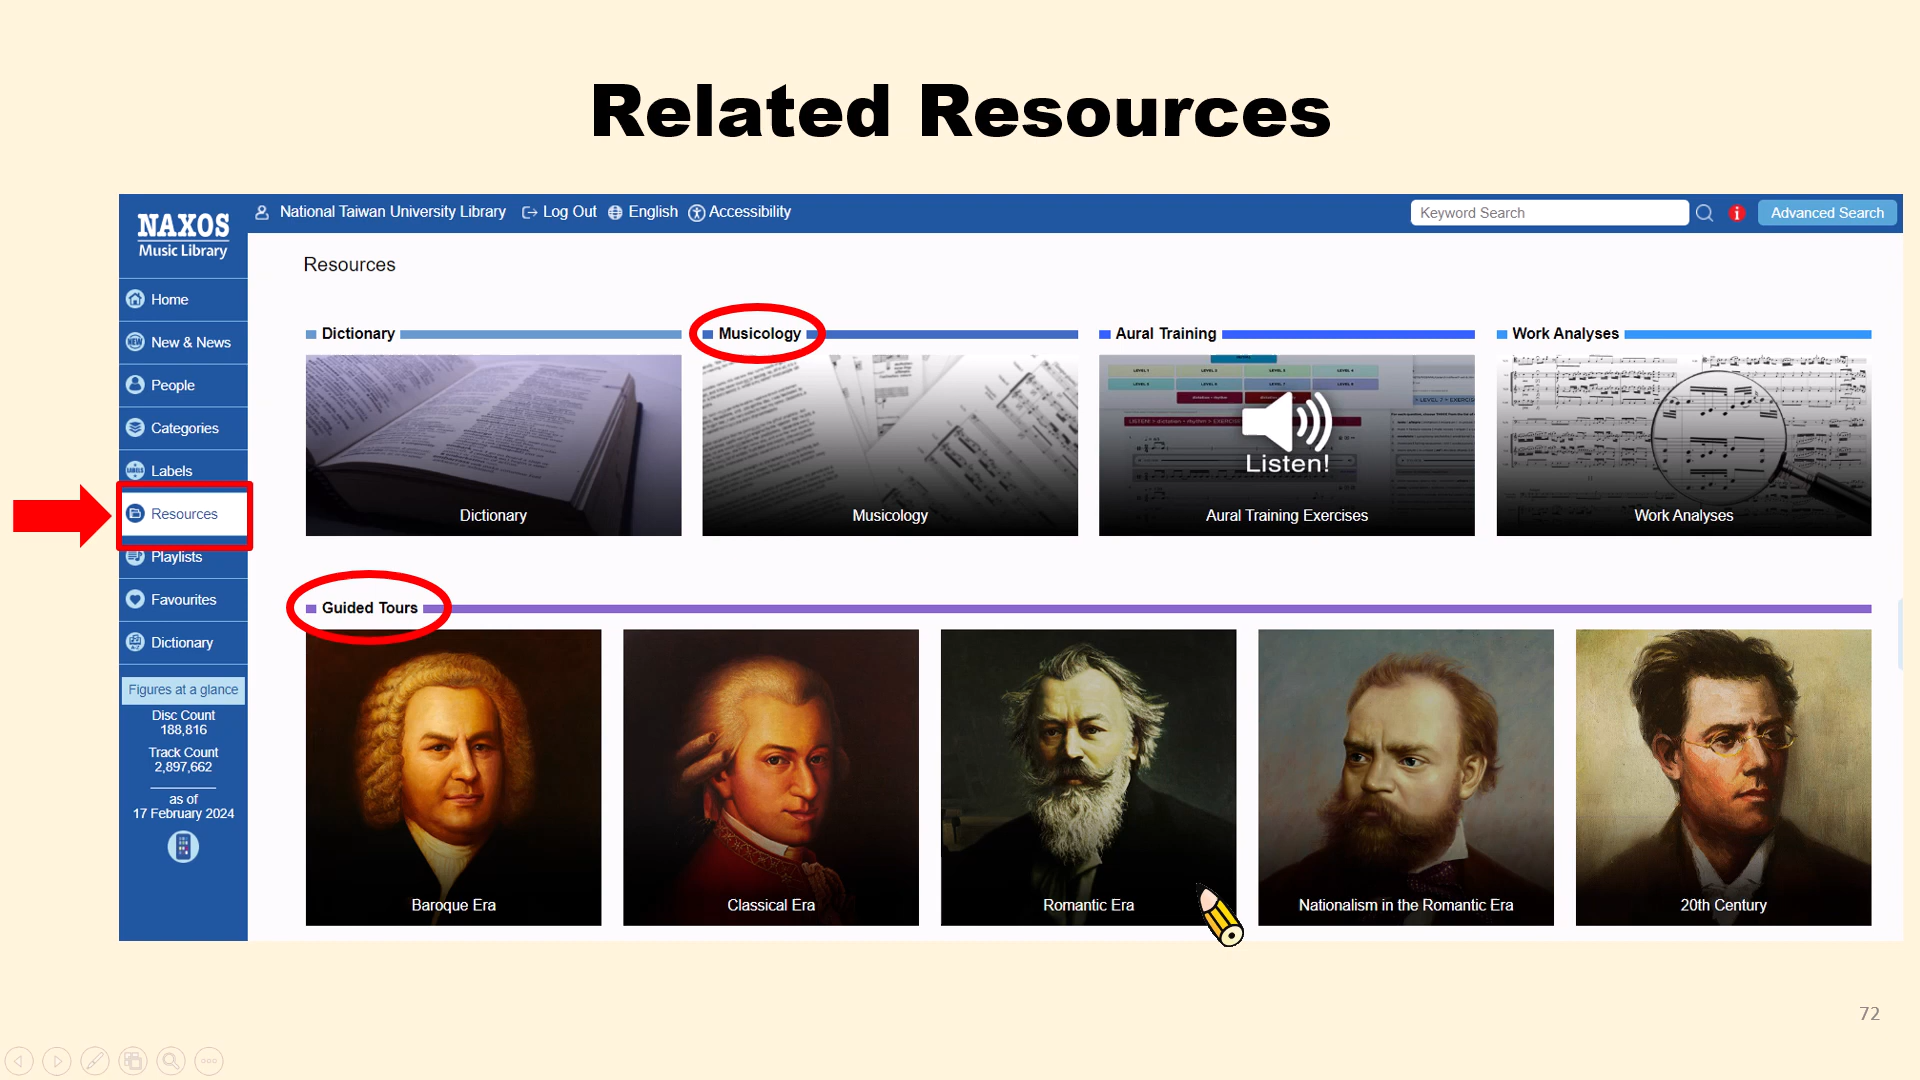 Related Resources
NAXOS
Music Library
National Taiwan University Library
Log Out
English
Accessibility
Keyword Search
Advanced Search
Home
New & News
People
Categories
Labels
Resources
Playlists
Favourites
Dictionary
Figures at a glance
Disc Count
188,816
Track Count
2,897,662
as of
17 February 2024
Resources
Dictionary
Musicology
Aural Training
Work Analyses
Listen!
Dictionary
Musicology
Aural Training Exercises
Work Analyses
Guided Tours
Baroque Era
Classical Era
Romantic Era
Nationalism in the Romantic Era
20th Century
72